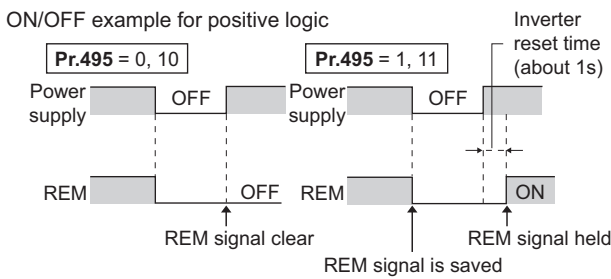 ON/OFF example for positive logic
Pr.495 = 0, 10
Power
supply
OFF
REM
OFF
REM signal clear
Pr.495 = 1, 11
Inverter
reset time
(about 1s)
Power
supply
OFF
REM
ON
REM signal held
REM signal is saved